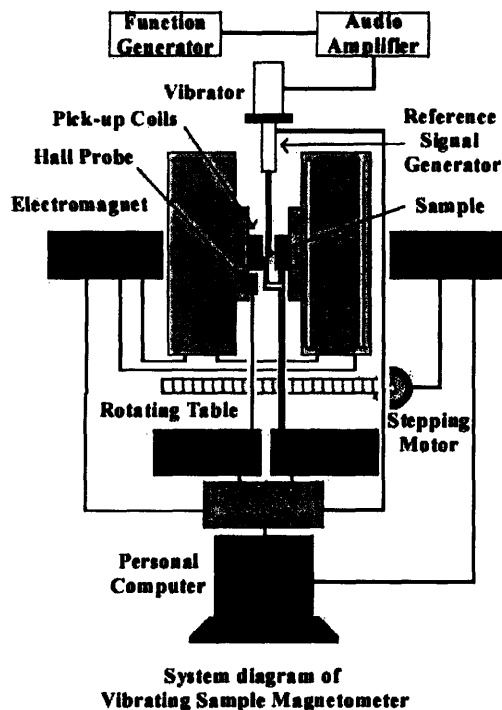 Function
Generator
Audio
Amplifier
Vibrator
Pick-up Coils
Hall Probe
Electromagnet
Reference
Signal
Generator
Sample
Rotating Table
Stepping
Motor
Personal
Computer
System diagram of
Vibrating Sample Magnetometer